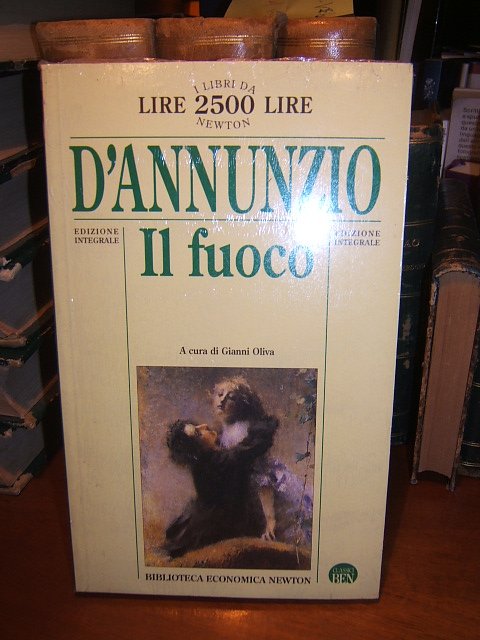 I LIBRI DA
LIRE 2500 LIRE
NEWTON
D'ANNUNZIO
EDIZIONE
INTEGRALE
Il fuoco
EDIZIONE
INTEGRALE
A cura di Gianni Oliva
BIBLIOTECA ECONOMICA NEWTON
CLASSICI
BEN